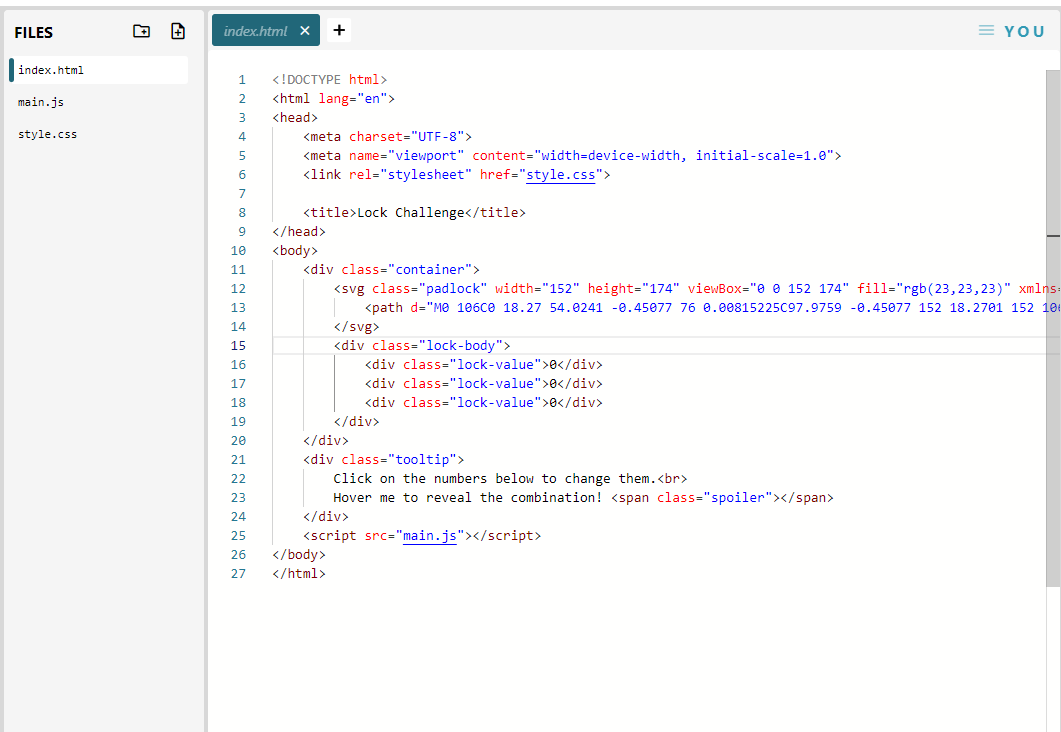 FILES
index.html
main.js
style.css
index.html × +
YOU
1 <!DOCTYPE html>
2 <html lang="en">
3 <head>
4 <meta charset="UTF-8">
5 <meta name="viewport" content="width=device-width, initial-scale=1.0">
6 <link rel="stylesheet" href="style.css">
7
8 <title>Lock Challenge</title>
9 </head>
10 <body>
11 <div class="container">
12 <svg class="padlock" width="152" height="174" viewBox="0 0 152 174" fill="rgb(23,23,23)" xmlns=
13 <path d="M0 106C0 18.27 54.0241 -0.45077 76 0.00815225C97.9759 -0.45077 152 18.2701 152 10
14 </svg>
15 <div class="lock-body">
16 <div class="lock-value">0</div>
17 <div class="lock-value">0</div>
18 <div class="lock-value">0</div>
19 </div>
20 </div>
21 <div class="tooltip">
22 Click on the numbers below to change them.<br>
23 Hover me to reveal the combination! <span class="spoiler"></span>
24 </div>
25 <script src="main.js"></script>
26 </body>
27 </html>